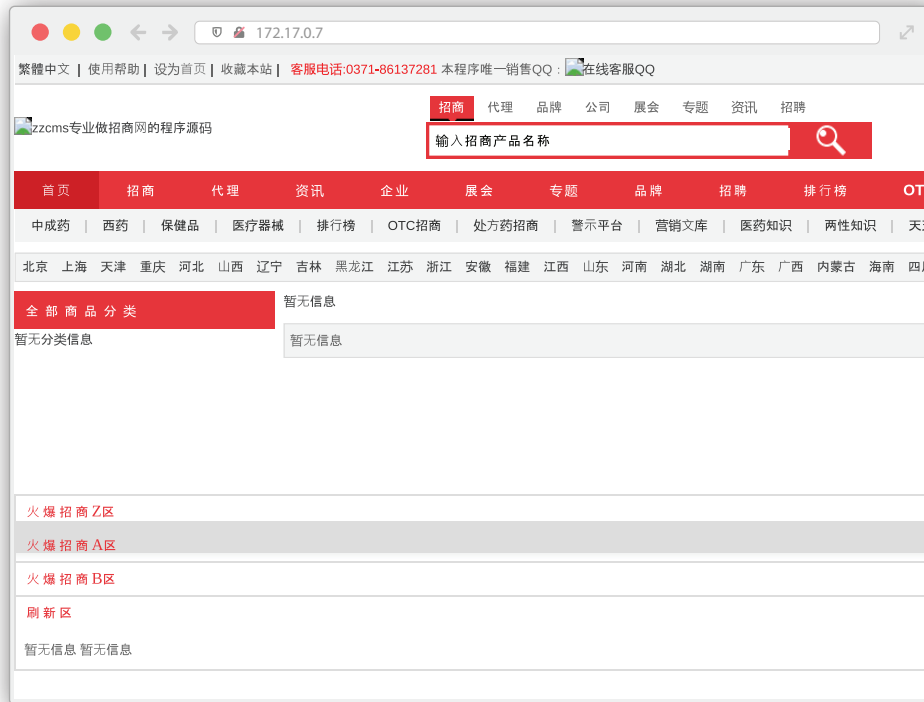 172.17.0.7
繁體中文 | 使用帮助 | 设为首页 | 收藏本站 | 客服电话:0371-86137281 本程序唯一销售QQ : 在线客服QQ
招商 代理 品牌 公司 展会 专题 资讯 招聘
zzcms专业做招商网的程序源码
输入招商产品名称
首页 招商 代理 资讯 企业 展会 专题 品牌 招聘 排行榜 OT
中成药 | 西药 | 保健品 | 医疗器械 | 排行榜 | OTC招商 | 处方药招商 | 警示平台 | 营销文库 | 医药知识 | 两性知识 | 天
北京 上海 天津 重庆 河北 山西 辽宁 吉林 黑龙江 江苏 浙江 安徽 福建 江西 山东 河南 湖北 湖南 广东 广西 内蒙古 海南 四
全部商品分类
暂无信息
暂无分类信息
暂无信息
火爆招商Z区
火爆招商A区
火爆招商B区
刷新区
暂无信息 暂无信息